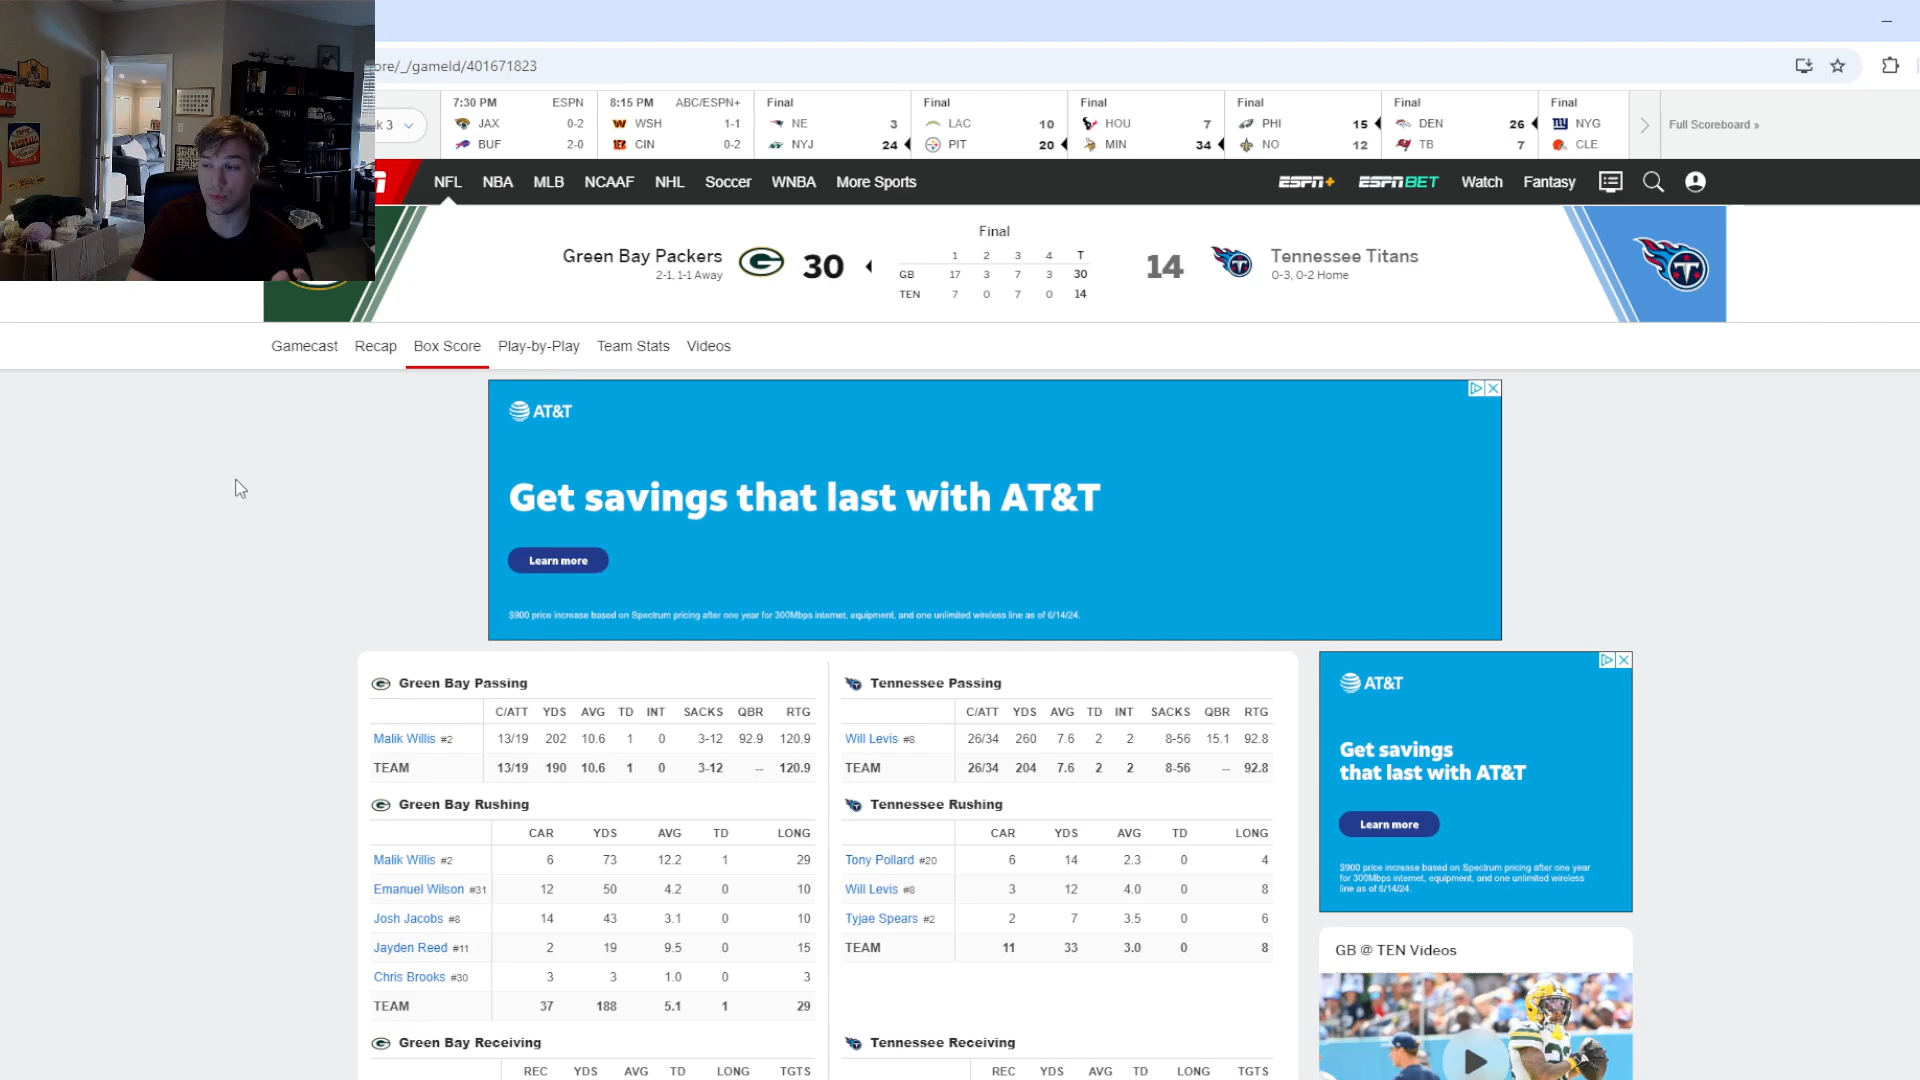 ore/_/gameId/401671823
k 3
7:30 PM ESPN
JAX 0-2
BUF 2-0
8:15 PM ABC/ESPN+
WSH 1-1
CIN 0-2
Final
NE 3
NYJ 24
Final
LAC 10
PIT 20
Final
HOU 7
MIN 34
Final
PHI 15
NO 12
Final
DEN 26
TB 7
Final
NYG
CLE
Full Scoreboard »
NFL NBA MLB NCAAF NHL Soccer WNBA More Sports ESPN+ ESPN BET Watch Fantasy
Green Bay Packers
2-1, 1-1 Away
30
Final
1 2 3 4 T
GB 17 3 7 3 30
TEN 7 0 7 0 14
14
Tennessee Titans
0-3, 0-2 Home
Gamecast Recap Box Score Play-by-Play Team Stats Videos
AT&T
Get savings that last with AT&T
Learn more
$900 price increase based on Spectrum pricing after one year for 300Mbps internet, equipment, and one unlimited wireless line as of 6/14/24.
Green Bay Passing
C/ATT YDS AVG TD INT SACKS QBR RTG
Malik Willis #2 13/19 202 10.6 1 0 3-12 92.9 120.9
TEAM 13/19 190 10.6 1 0 3-12 -- 120.9
Green Bay Rushing
CAR YDS AVG TD LONG
Malik Willis #2 6 73 12.2 1 29
Emanuel Wilson #31 12 50 4.2 0 10
Josh Jacobs #8 14 43 3.1 0 10
Jayden Reed #11 2 19 9.5 0 15
Chris Brooks #30 3 3 1.0 0 3
TEAM 37 188 5.1 1 29
Green Bay Receiving
REC YDS AVG TD LONG TGTS
Tennessee Passing
C/ATT YDS AVG TD INT SACKS QBR RTG
Will Levis #8 26/34 260 7.6 2 2 8-56 15.1 92.8
TEAM 26/34 204 7.6 2 2 8-56 -- 92.8
Tennessee Rushing
CAR YDS AVG TD LONG
Tony Pollard #20 6 14 2.3 0 4
Will Levis #8 3 12 4.0 0 8
Tyjae Spears #2 2 7 3.5 0 6
TEAM 11 33 3.0 0 8
Tennessee Receiving
REC YDS AVG TD LONG TGTS
AT&T
Get savings
that last with AT&T
Learn more
$900 price increase based on Spectrum pricing after one year
for 300Mbps internet, equipment, and one unlimited wireless
line as of 6/14/24.
GB @ TEN Videos